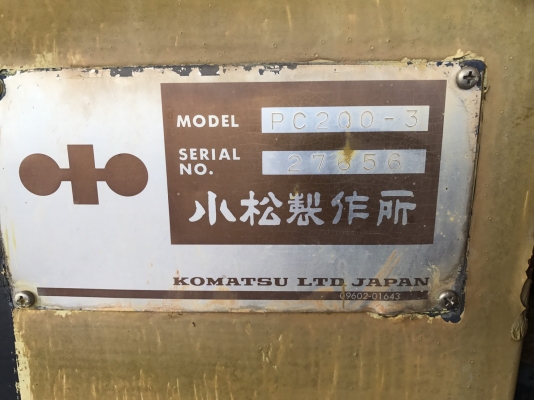 MODEL PC200-3
SERIAL NO. 27656
小松製作所
KOMATSU LTD JAPAN
09602-01643